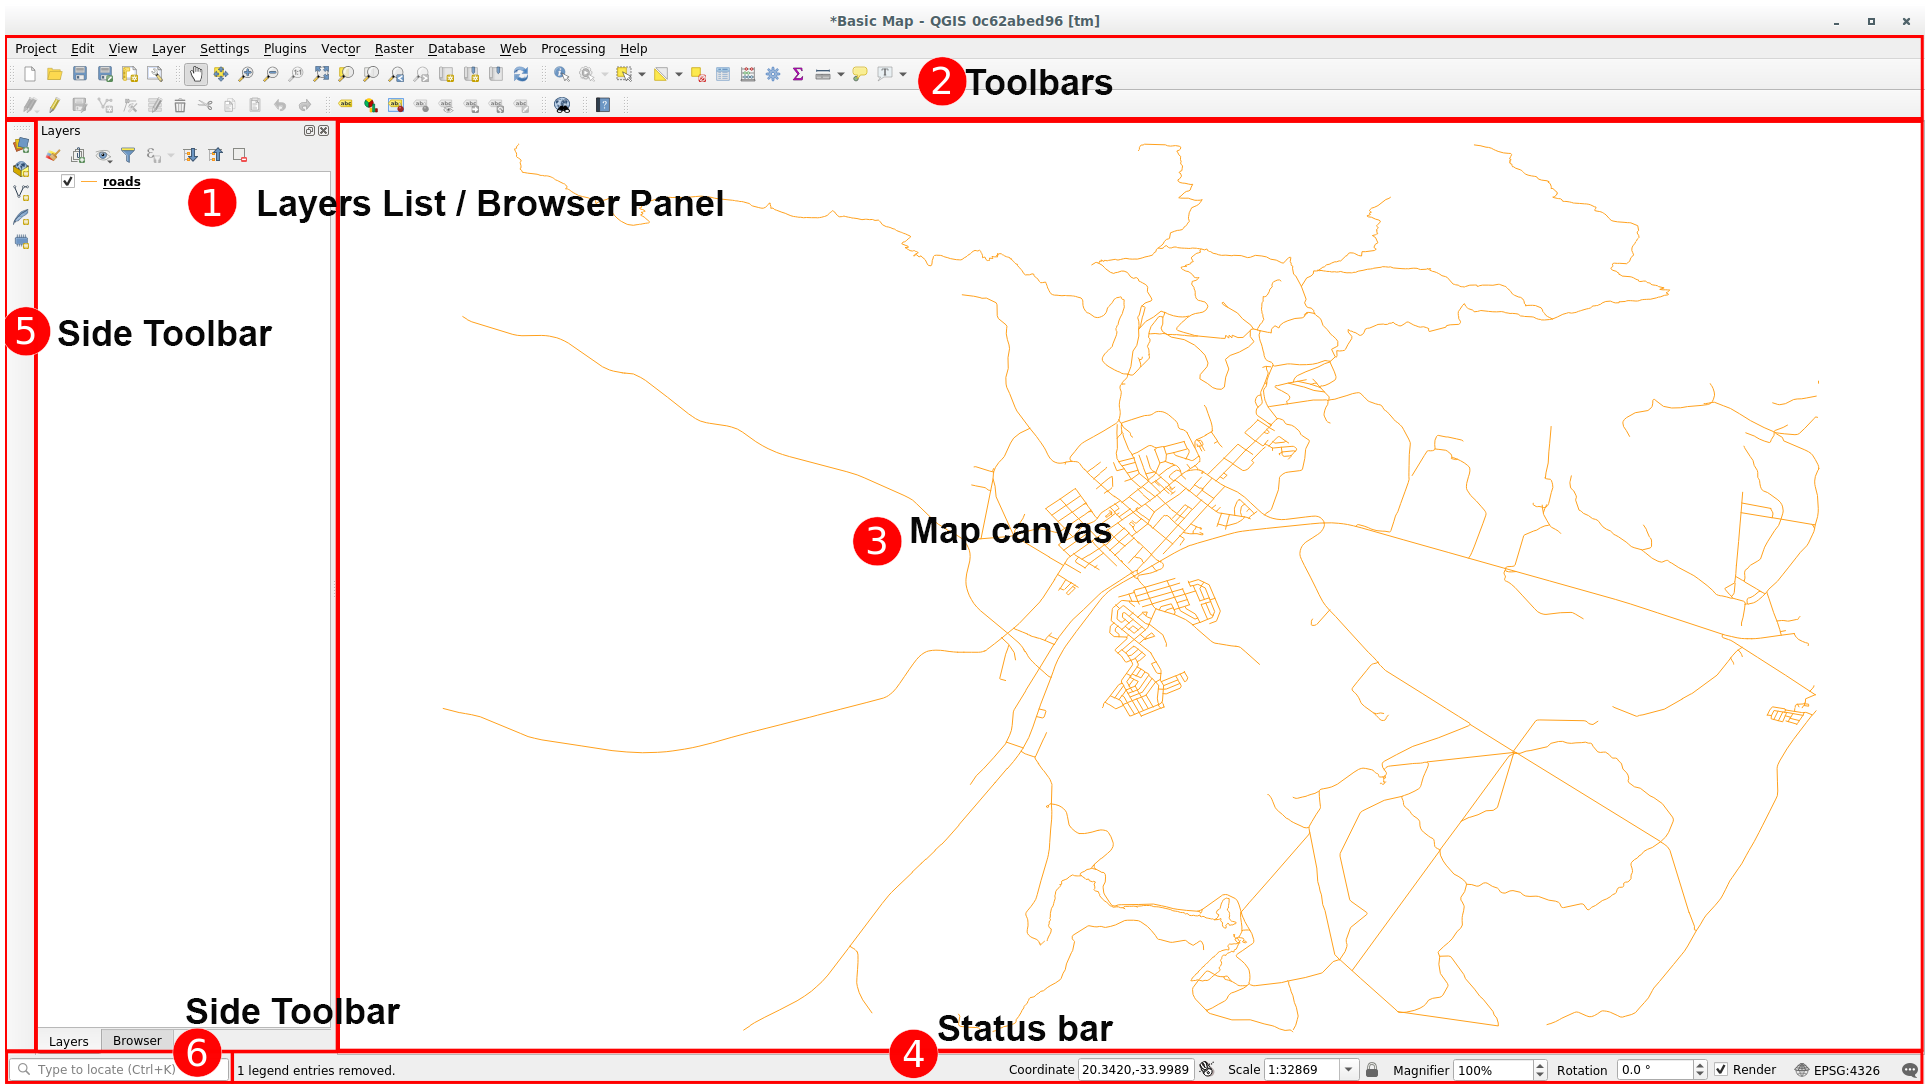 *Basic Map - QGIS 0c62abed96 [tm]
Project Edit View Layer Settings Plugins Vector Raster Database Web Processing Help
2 Toolbars
Layers
roads
1 Layers List / Browser Panel
5 Side Toolbar
3 Map canvas
Side Toolbar
Status bar
Layers Browser
6
4
Type to locate (Ctrl+K)
1 legend entries removed.
Coordinate 20.3420,-33.9989 Scale 1:32869 Magnifier 100% Rotation 0.0 ° Render EPSG:4326